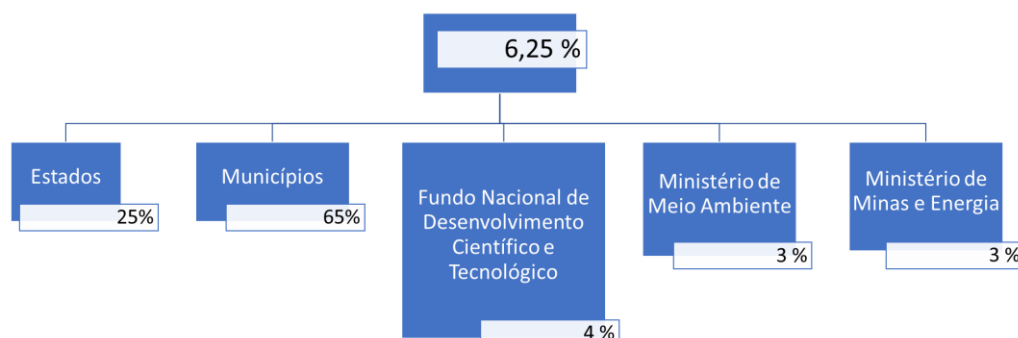 6,25 %
Estados
25%
Municípios
65%
Fundo Nacional de
Desenvolvimento
Científico e
Tecnológico
4 %
Ministério de
Meio Ambiente
3 %
Ministério de
Minas e Energia
3 %